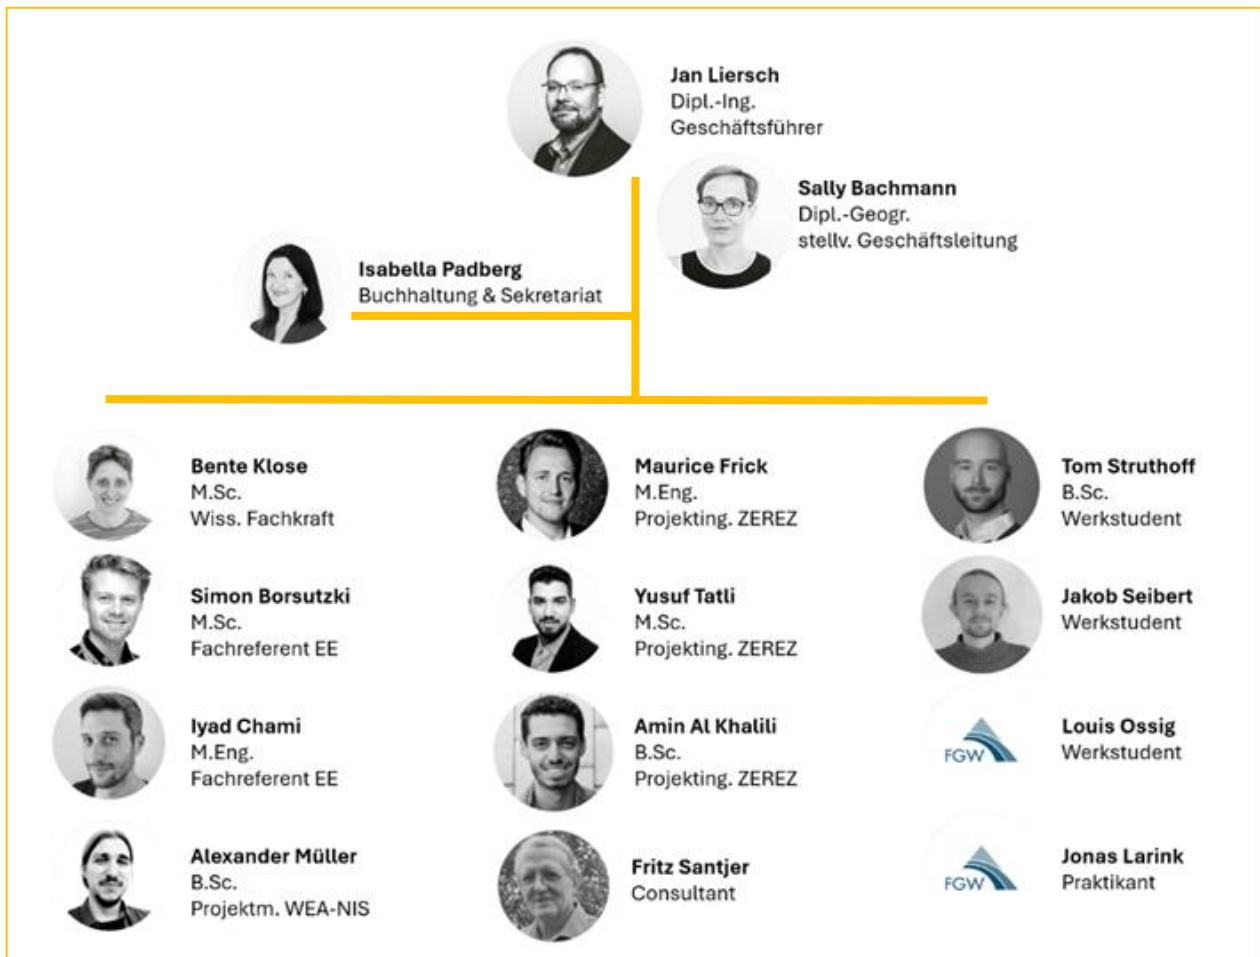 Jan Liersch
Dipl.-Ing.
Geschäftsführer
Sally Bachmann
Dipl.-Geogr.
stellv. Geschäftsleitung
Isabella Padberg
Buchhaltung & Sekretariat
Bente Klose
M.Sc.
Wiss. Fachkraft
Simon Borsutzki
M.Sc.
Fachreferent EE
Iyad Chami
M.Eng.
Fachreferent EE
Alexander Müller
B.Sc.
Projektm. WEA-NIS
Maurice Frick
M.Eng.
Projekting. ZEREZ
Yusuf Tatli
M.Sc.
Projekting. ZEREZ
Amin Al Khalili
B.Sc.
Projekting. ZEREZ
Fritz Santjer
Consultant
Tom Struthoff
B.Sc.
Werkstudent
Jakob Seibert
Werkstudent
FGW
Louis Ossig
Werkstudent
FGW
Jonas Larink
Praktikant